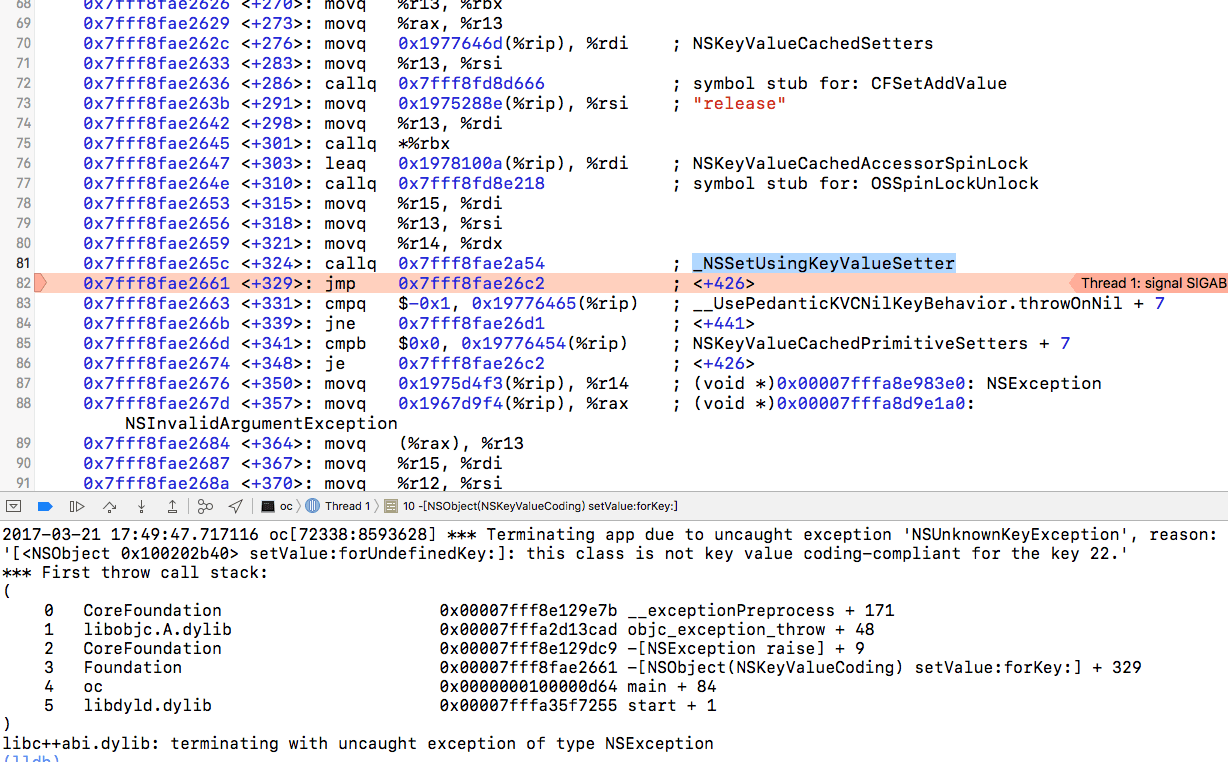 68 0x7fff8fae2626 <+270>: movq %r13, %rbx
69 0x7fff8fae2629 <+273>: movq %rax, %r13
70 0x7fff8fae262c <+276>: movq 0x1977646d(%rip), %rdi ; NSKeyValueCachedSetters
71 0x7fff8fae2633 <+283>: movq %r13, %rsi
72 0x7fff8fae2636 <+286>: callq 0x7fff8fd8d666 ; symbol stub for: CFSetAddValue
73 0x7fff8fae263b <+291>: movq 0x1975288e(%rip), %rsi ; "release"
74 0x7fff8fae2642 <+298>: movq %r13, %rdi
75 0x7fff8fae2645 <+301>: callq *%rbx
76 0x7fff8fae2647 <+303>: leaq 0x1978100a(%rip), %rdi ; NSKeyValueCachedAccessorSpinLock
77 0x7fff8fae264e <+310>: callq 0x7fff8fd8e218 ; symbol stub for: OSSpinLockUnlock
78 0x7fff8fae2653 <+315>: movq %r15, %rdi
79 0x7fff8fae2656 <+318>: movq %r13, %rsi
80 0x7fff8fae2659 <+321>: movq %r14, %rdx
81 0x7fff8fae265c <+324>: callq 0x7fff8fae2a54 ; _NSSetUsingKeyValueSetter
82 0x7fff8fae2661 <+329>: jmp 0x7fff8fae26c2 ; <+426> Thread 1: signal SIGAB
83 0x7fff8fae2663 <+331>: cmpq $-0x1, 0x19776465(%rip) ; __UsePedanticKVCNilKeyBehavior.throwOnNil + 7
84 0x7fff8fae266b <+339>: jne 0x7fff8fae26d1 ; <+441>
85 0x7fff8fae266d <+341>: cmpb $0x0, 0x19776454(%rip) ; NSKeyValueCachedPrimitiveSetters + 7
86 0x7fff8fae2674 <+348>: je 0x7fff8fae26c2 ; <+426>
87 0x7fff8fae2676 <+350>: movq 0x1975d4f3(%rip), %r14 ; (void *)0x00007fffa8e983e0: NSException
88 0x7fff8fae267d <+357>: movq 0x1967d9f4(%rip), %rax ; (void *)0x00007fffa8d9e1a0:
NSInvalidArgumentException
89 0x7fff8fae2684 <+364>: movq (%rax), %r13
90 0x7fff8fae2687 <+367>: movq %r15, %rdi
91 0x7fff8fae268a <+370>: movq %r12, %rsi
oc Thread 1 10 -[NSObject(NSKeyValueCoding) setValue:forKey:]
2017-03-21 17:49:47.717116 oc[72338:8593628] *** Terminating app due to uncaught exception 'NSUnknownKeyException', reason:
'[<NSObject 0x100202b40> setValue:forUndefinedKey:]: this class is not key value coding-compliant for the key 22.'
*** First throw call stack:
(
0 CoreFoundation 0x00007fff8e129e7b __exceptionPreprocess + 171
1 libobjc.A.dylib 0x00007fffa2d13cad objc_exception_throw + 48
2 CoreFoundation 0x00007fff8e129dc9 -[NSException raise] + 9
3 Foundation 0x00007fff8fae2661 -[NSObject(NSKeyValueCoding) setValue:forKey:] + 329
4 oc 0x0000000100000d64 main + 84
5 libdyld.dylib 0x00007fffa35f7255 start + 1
)
libc++abi.dylib: terminating with uncaught exception of type NSException
(lldb)